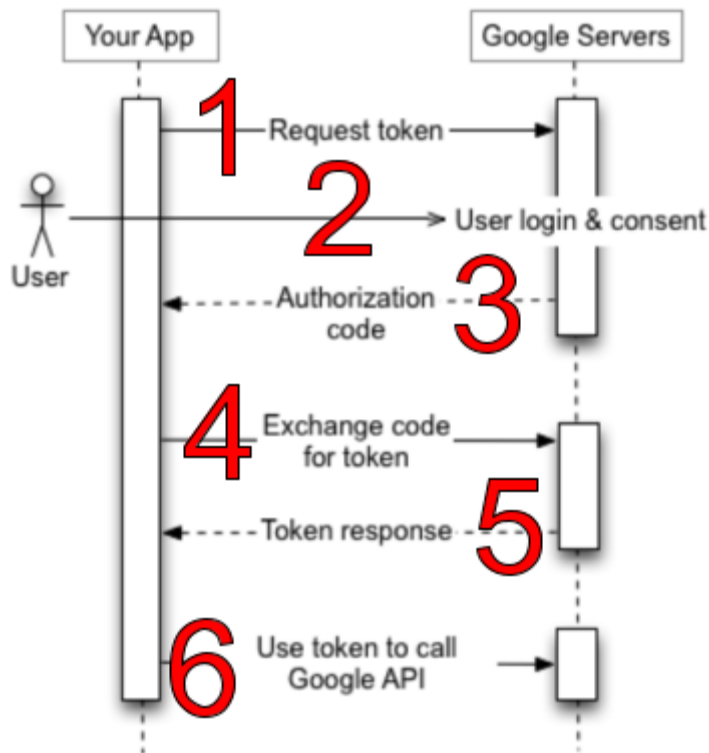 Your App
Google Servers
1
Request token
2
User login & consent
User
3
Authorization
code
4
Exchange code
for token
5
Token response
6
Use token to call
Google API